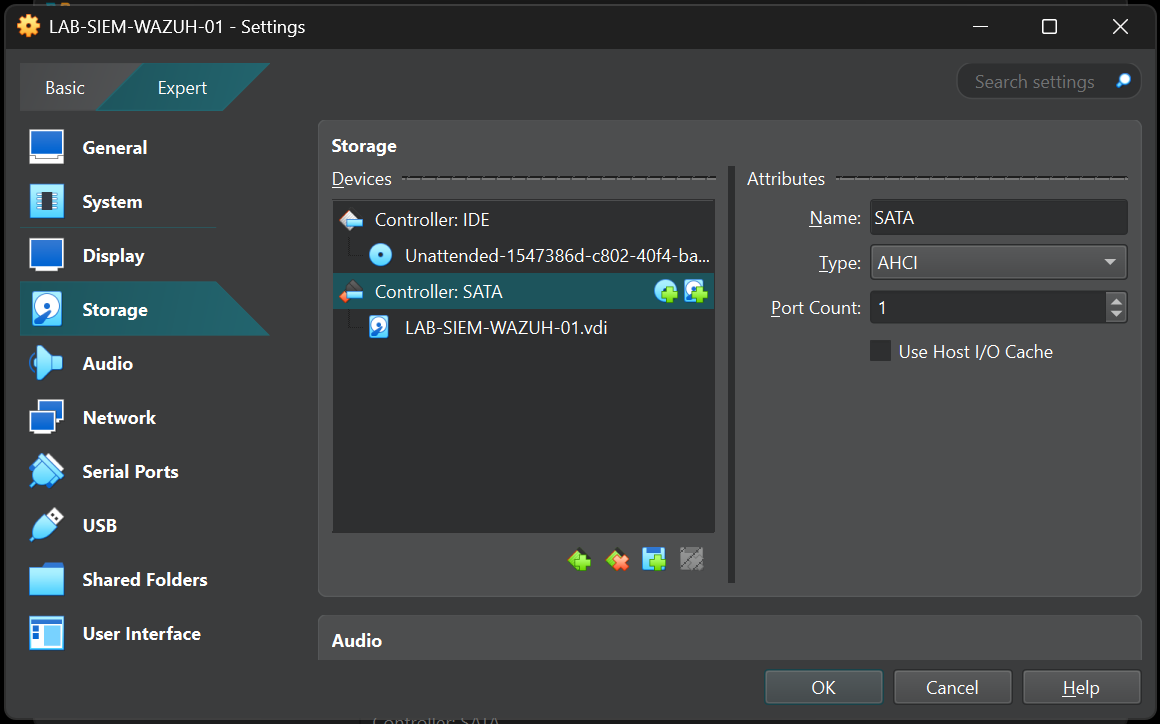 LAB-SIEM-WAZUH-01 - Settings
Basic
Expert
Search settings
General
System
Display
Storage
Audio
Network
Serial Ports
USB
Shared Folders
User Interface
Storage
Devices
Controller: IDE
Unattended-1547386d-c802-40f4-ba...
Controller: SATA
LAB-SIEM-WAZUH-01.vdi
Attributes
Name: SATA
Type: AHCI
Port Count: 1
Use Host I/O Cache
Audio
OK
Cancel
Help
Controller: SATA